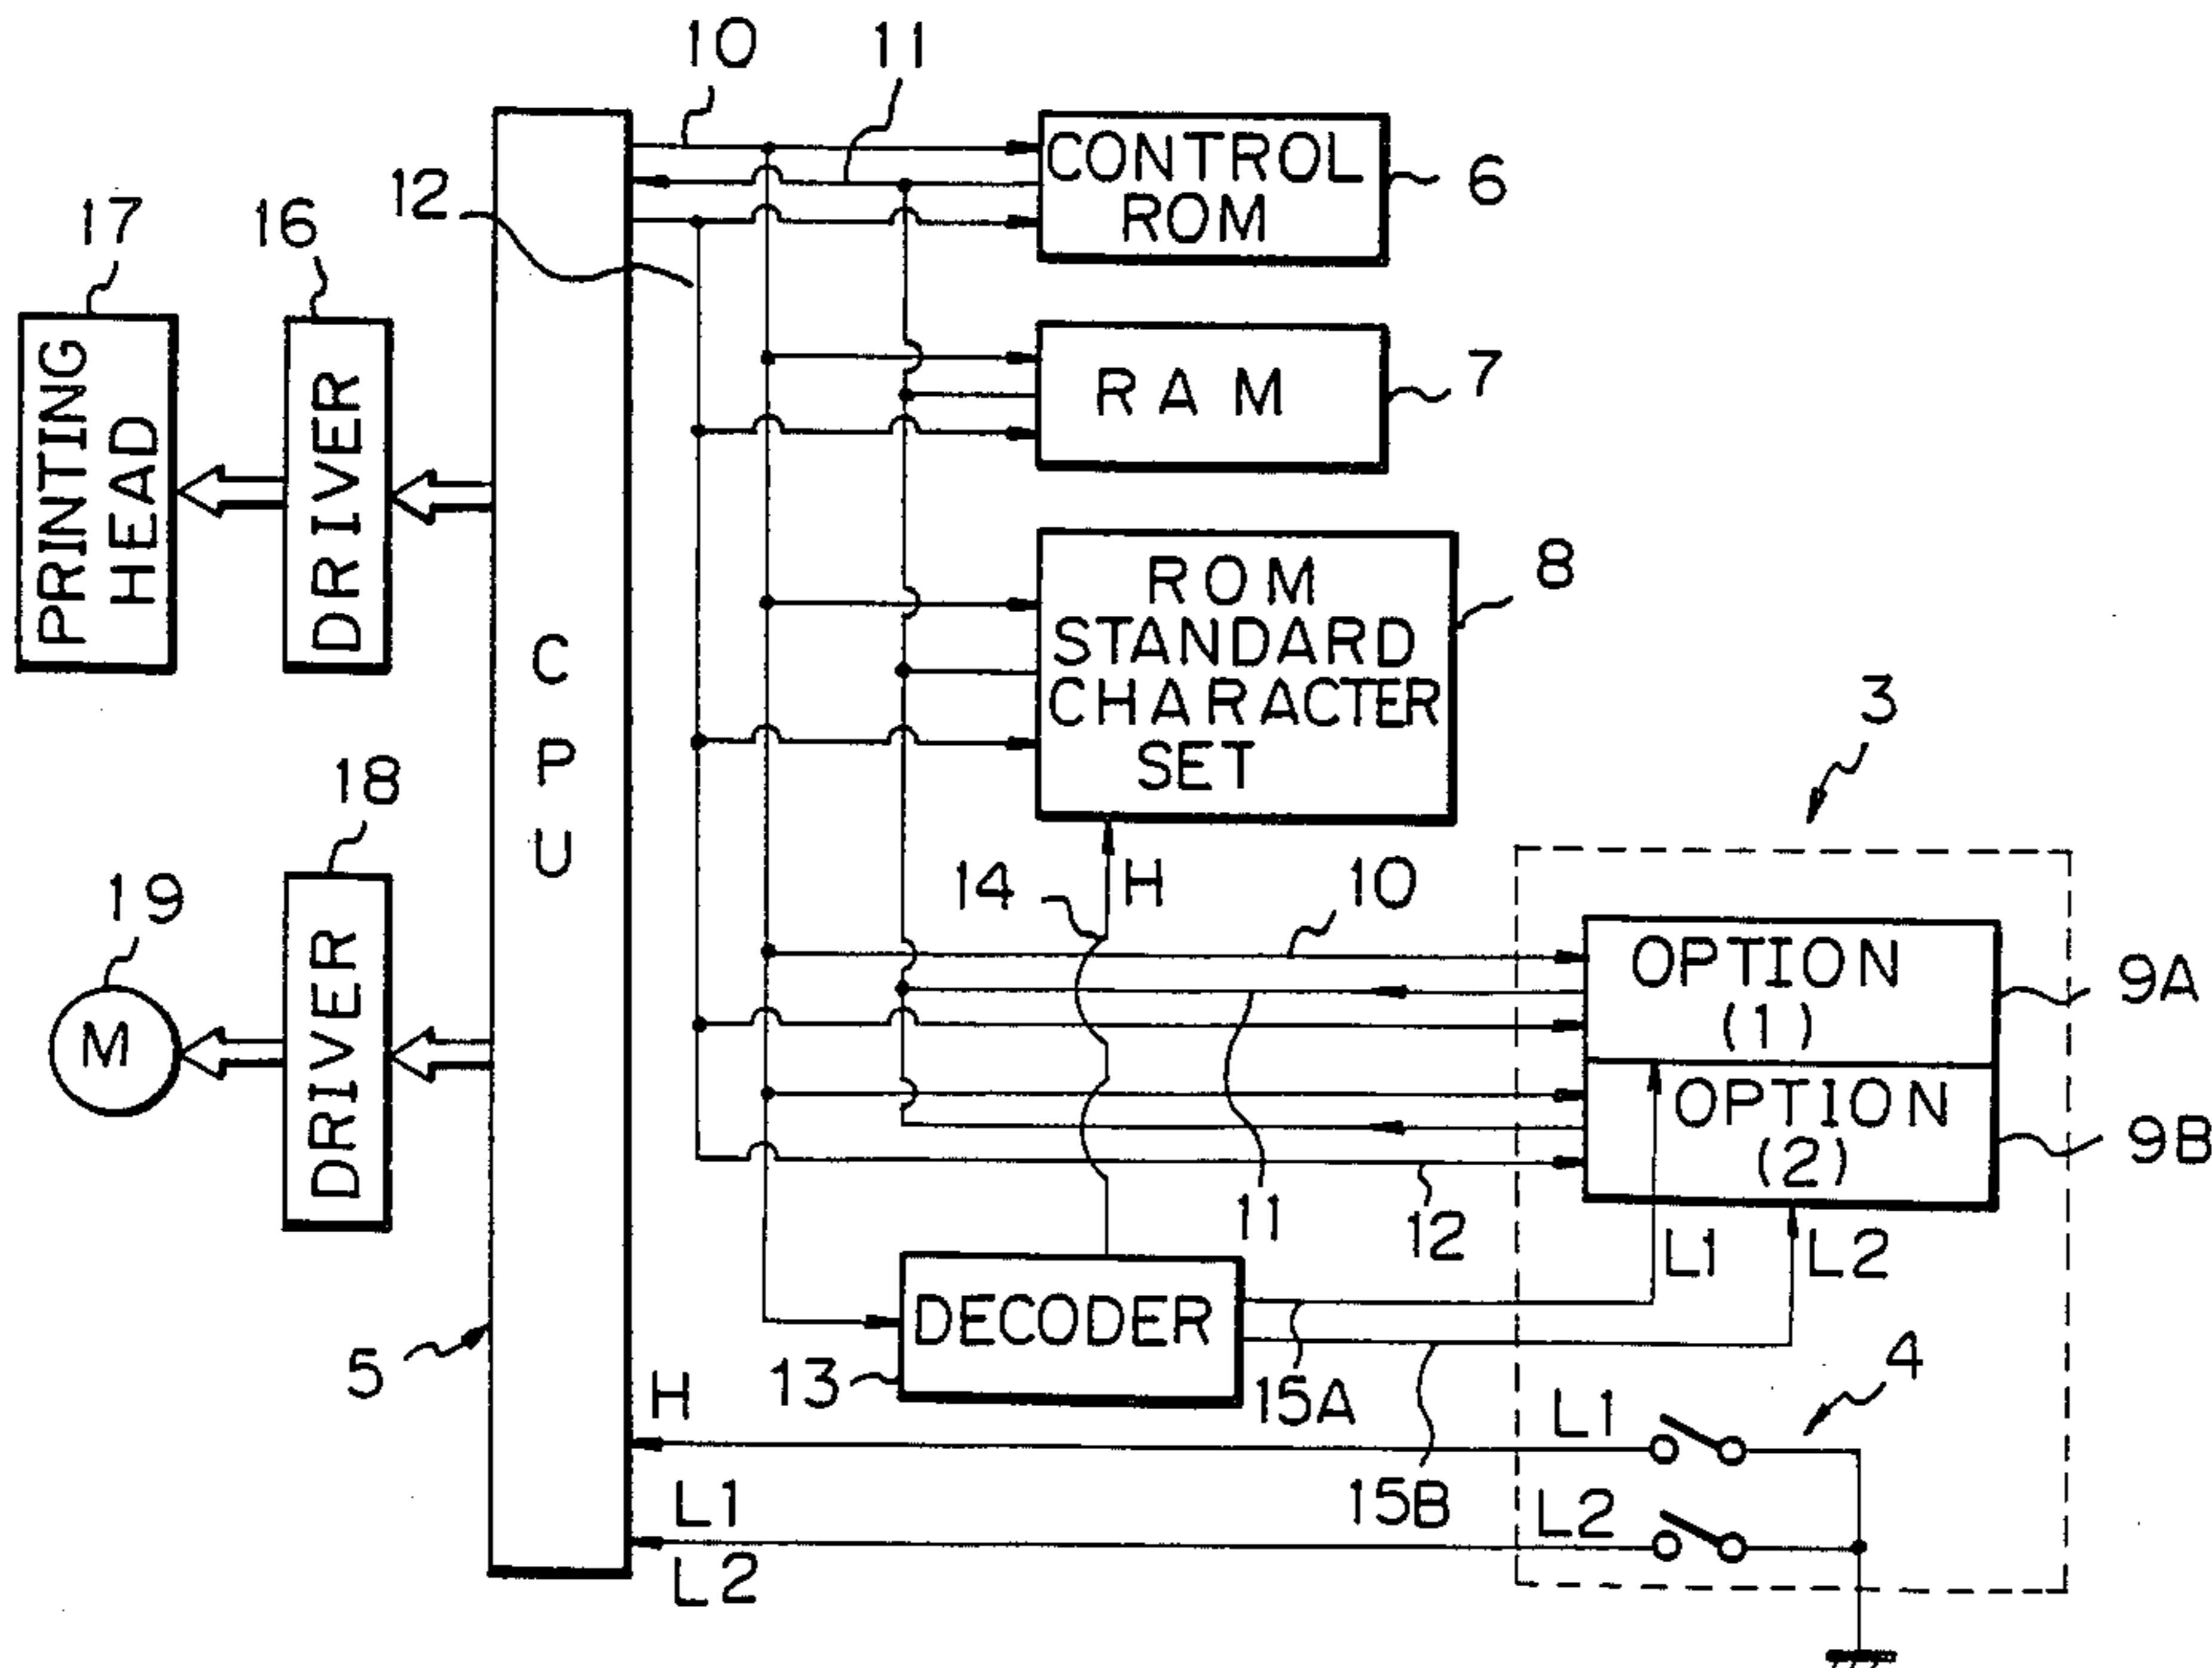 10
11
CONTROL
ROM
6
12
17
16
PRINTING
HEAD
DRIVER
RAM
7
CPU
ROM
STANDARD
CHARACTER
SET
8
3
18
19
M
DRIVER
14
H
10
OPTION
(1)
9A
OPTION
(2)
9B
11
12
L1
L2
DECODER
13
5
15A
15B
4
H
L1
L1
L2
L2